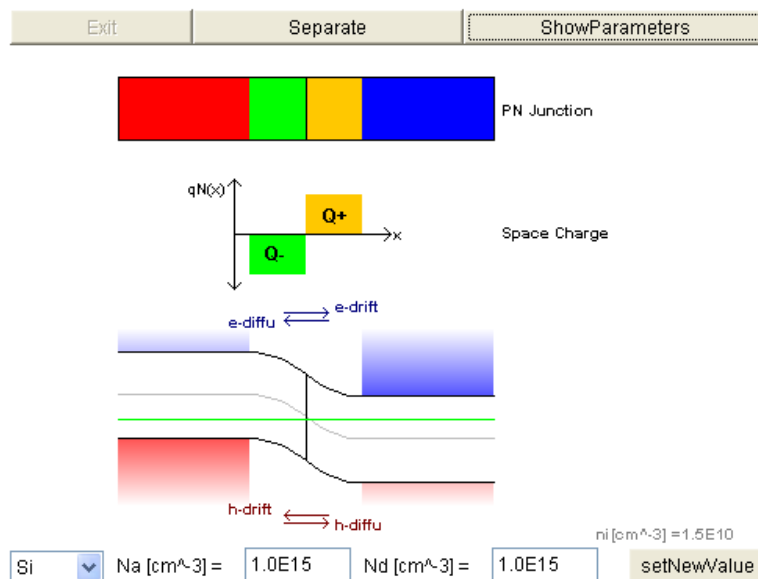 Exit Separate ShowParameters
PN Junction
qN(x)
Q+
x
Space Charge
Q-
e-drift
e-diffu
h-drift
h-diffu
ni[cm^-3] =1.5E10
Si Na [cm^-3] = 1.0E15 Nd [cm^-3] = 1.0E15 setNewValue